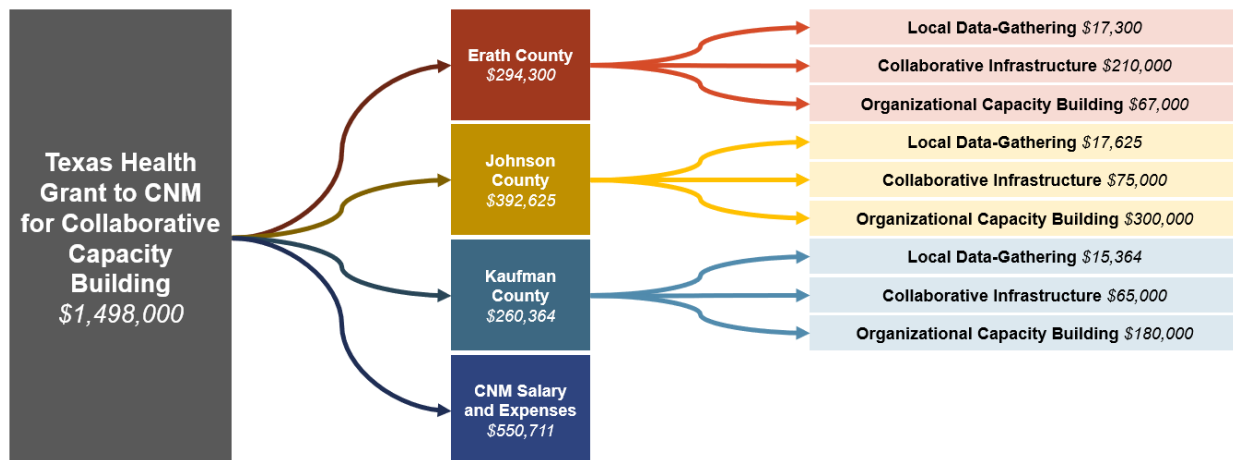 Texas Health
Grant to CNM
for Collaborative
Capacity
Building
$1,498,000
Erath County
$294,300
Local Data-Gathering $17,300
Collaborative Infrastructure $210,000
Organizational Capacity Building $67,000
Johnson
County
$392,625
Local Data-Gathering $17,625
Collaborative Infrastructure $75,000
Organizational Capacity Building $300,000
Kaufman
County
$260,364
Local Data-Gathering $15,364
Collaborative Infrastructure $65,000
Organizational Capacity Building $180,000
CNM Salary
and Expenses
$550,711